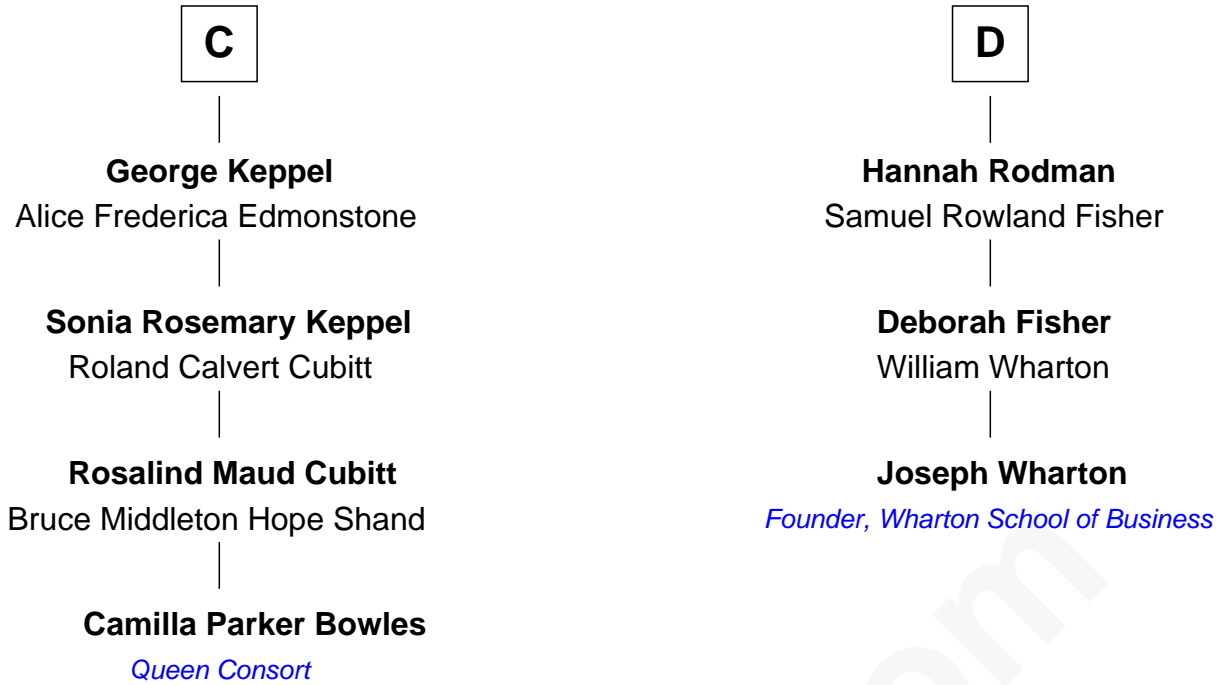 C
George Keppel
Alice Frederica Edmonstone
Sonia Rosemary Keppel
Roland Calvert Cubitt
Rosalind Maud Cubitt
Bruce Middleton Hope Shand
Camilla Parker Bowles
Queen Consort
D
Hannah Rodman
Samuel Rowland Fisher
Deborah Fisher
William Wharton
Joseph Wharton
Founder, Wharton School of Business
om